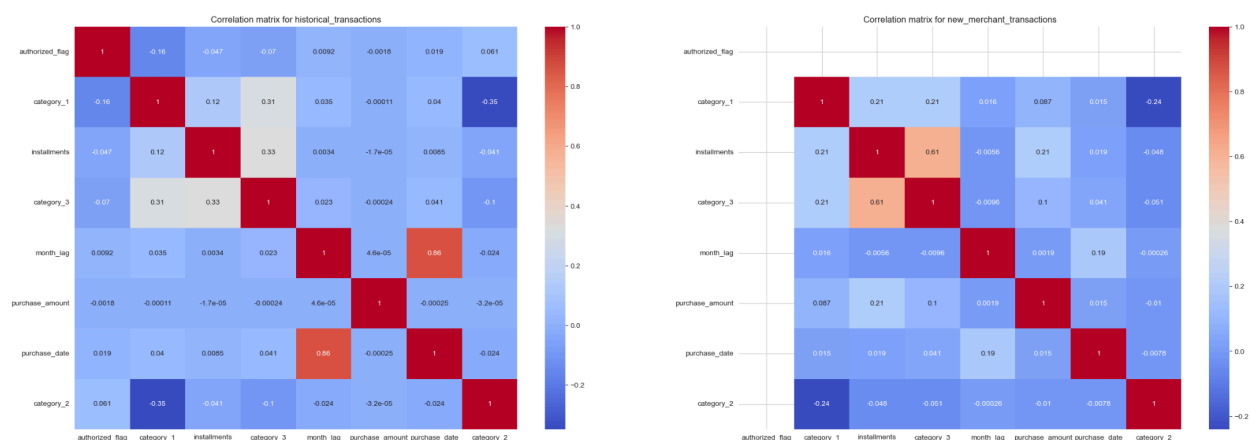 Correlation matrix for historical_transactions
authorized_flag 1 -0.16 -0.047 -0.07 0.0092 -0.0018 0.019 0.061
category_1 -0.16 1 0.12 0.31 0.035 -0.00011 0.04 -0.35
installments -0.047 0.12 1 0.33 0.0034 -1.7e-05 0.0085 -0.041
category_3 -0.07 0.31 0.33 1 0.023 -0.00024 0.041 -0.1
month_lag 0.0092 0.035 0.0034 0.023 1 4.6e-05 0.86 -0.024
purchase_amount -0.0018 -0.00011 -1.7e-05 -0.00024 4.6e-05 1 -0.00025 -3.2e-05
purchase_date 0.019 0.04 0.0085 0.041 0.86 -0.00025 1 -0.024
category_2 0.061 -0.35 -0.041 -0.1 -0.024 -3.2e-05 -0.024 1
authorized_flag category_1 installments category_3 month_lag purchase_amount purchase_date category_2
1.0
0.8
0.6
0.4
0.2
0.0
−0.2
Correlation matrix for new_merchant_transactions
authorized_flag
category_1 1 0.21 0.21 0.016 0.087 0.015 -0.24
installments 0.21 1 0.61 -0.0056 0.21 0.019 -0.048
category_3 0.21 0.61 1 -0.0096 0.1 0.041 -0.051
month_lag 0.016 -0.0056 -0.0096 1 0.0019 0.19 -0.00026
purchase_amount 0.087 0.21 0.1 0.0019 1 0.015 -0.01
purchase_date 0.015 0.019 0.041 0.19 0.015 1 -0.0078
category_2 -0.24 -0.048 -0.051 -0.00026 -0.01 -0.0078 1
authorized_flag category_1 installments category_3 month_lag purchase_amount purchase_date category_2
1.0
0.8
0.6
0.4
0.2
0.0
−0.2